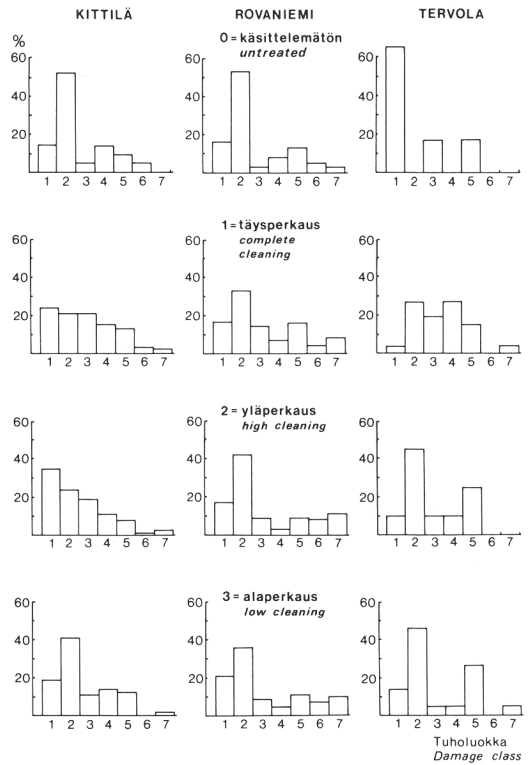 KITTILÄ ROVANIEMI TERVOLA
0 = käsittelemätön
untreated
%
60 60 60
40 40 40
20 20 20
1 2 3 4 5 6 7 1 2 3 4 5 6 7 1 2 3 4 5 6 7
1 = täysperkaus
complete
cleaning
60 60 60
40 40 40
20 20 20
1 2 3 4 5 6 7 1 2 3 4 5 6 7 1 2 3 4 5 6 7
2 = yläperkaus
high cleaning
60 60 60
40 40 40
20 20 20
1 2 3 4 5 6 7 1 2 3 4 5 6 7 1 2 3 4 5 6 7
3 = alaperkaus
low cleaning
60 60 60
40 40 40
20 20 20
1 2 3 4 5 6 7 1 2 3 4 5 6 7 1 2 3 4 5 6 7
Tuholuokka
Damage class